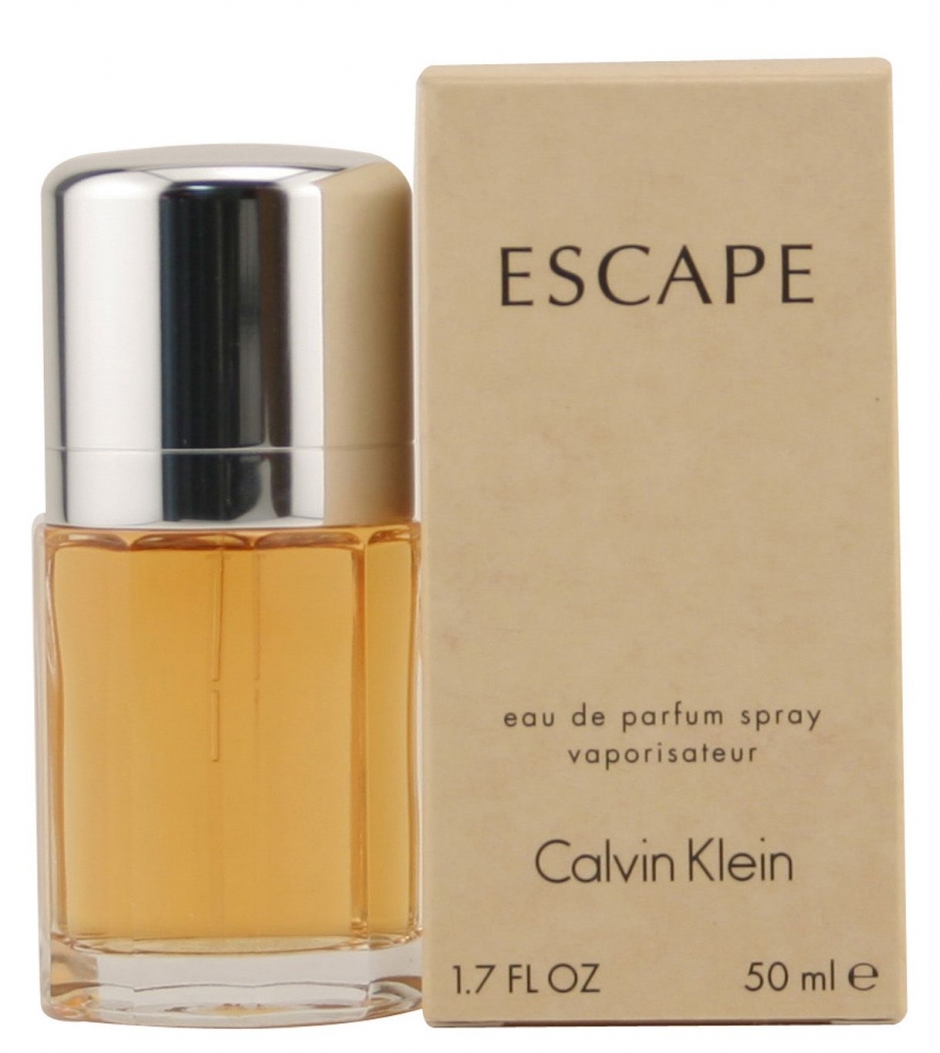 ESCAPE
eau de parfum spray
vaporisateur
Calvin Klein
1.7 FL OZ 50 ml ℮